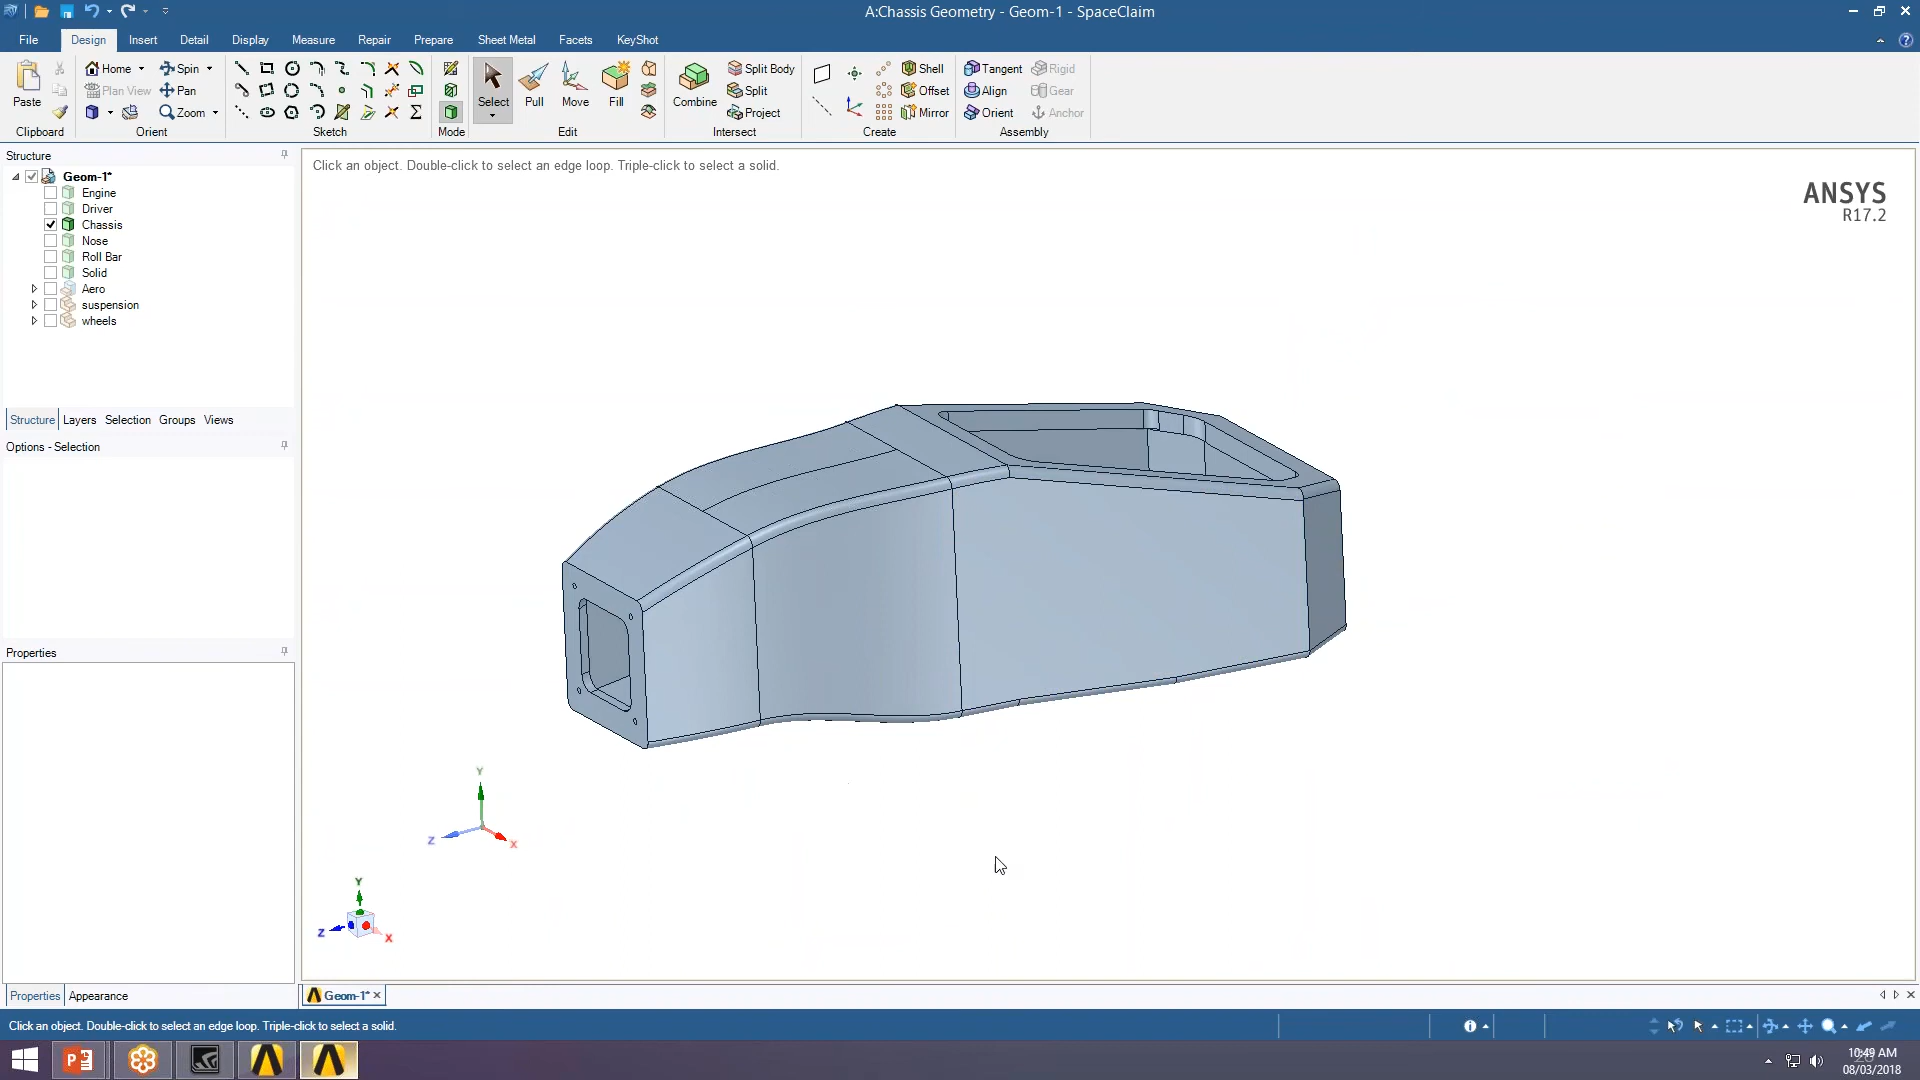 A:Chassis Geometry - Geom-1 - SpaceClaim
File Design Insert Detail Display Measure Repair Prepare Sheet Metal Facets KeyShot
Paste
Home Spin
Plan View Pan
Zoom
Select Pull Move Fill
Combine
Split Body
Split
Project
Shell
Offset
Mirror
Tangent Rigid
Align Gear
Orient Anchor
Clipboard Orient Sketch Mode Edit Intersect Create Assembly
Structure
Geom-1*
Engine
Driver
Chassis
Nose
Roll Bar
Solid
Aero
suspension
wheels
Structure Layers Selection Groups Views
Options - Selection
Properties
Properties Appearance
Click an object. Double-click to select an edge loop. Triple-click to select a solid.
ANSYS
R17.2
Y
Z
X
Y
Z
X
Geom-1*
Click an object. Double-click to select an edge loop. Triple-click to select a solid.
10:49 AM
08/03/2018